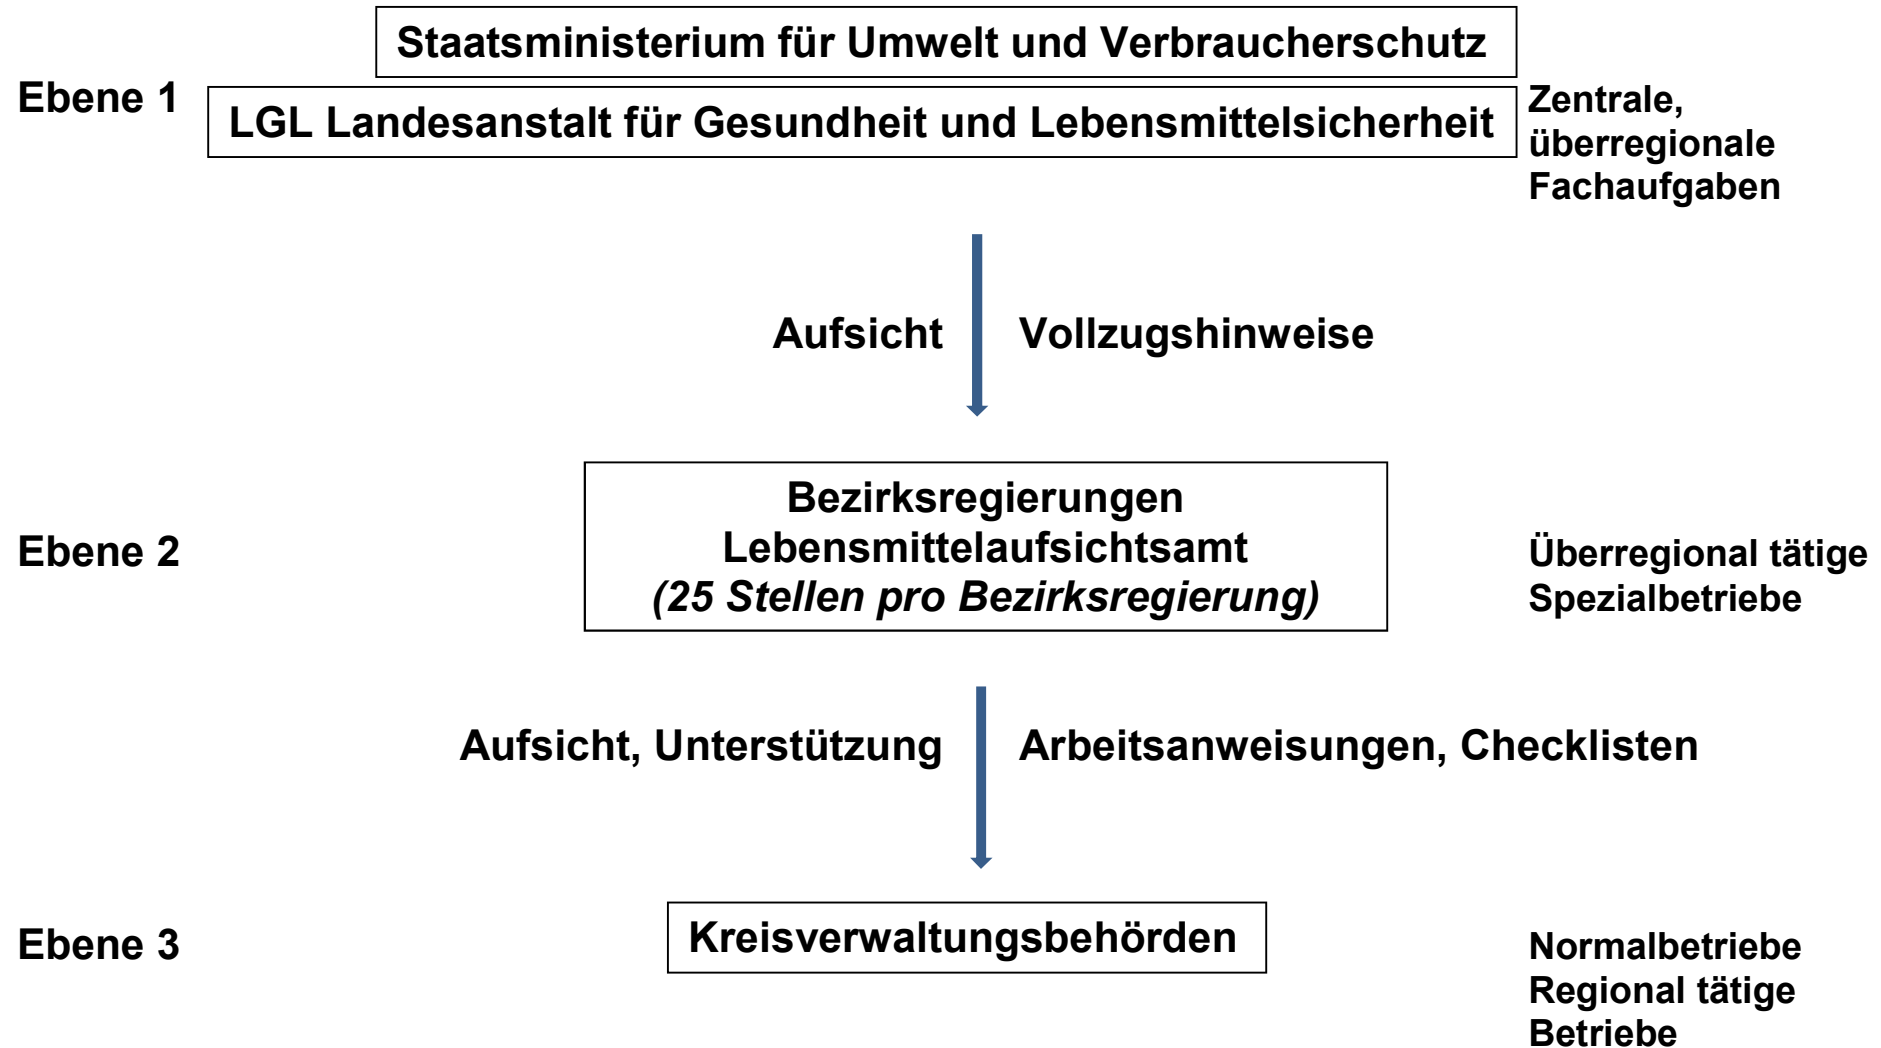 Staatsministerium für Umwelt und Verbraucherschutz
Ebene 1
LGL Landesanstalt für Gesundheit und Lebensmittelsicherheit
Zentrale,
überregionale
Fachaufgaben
Aufsicht
Vollzugshinweise
Bezirksregierungen
Lebensmittelaufsichtsamt
(25 Stellen pro Bezirksregierung)
Ebene 2
Überregional tätige
Spezialbetriebe
Aufsicht, Unterstützung
Arbeitsanweisungen, Checklisten
Ebene 3
Kreisverwaltungsbehörden
Normalbetriebe
Regional tätige
Betriebe